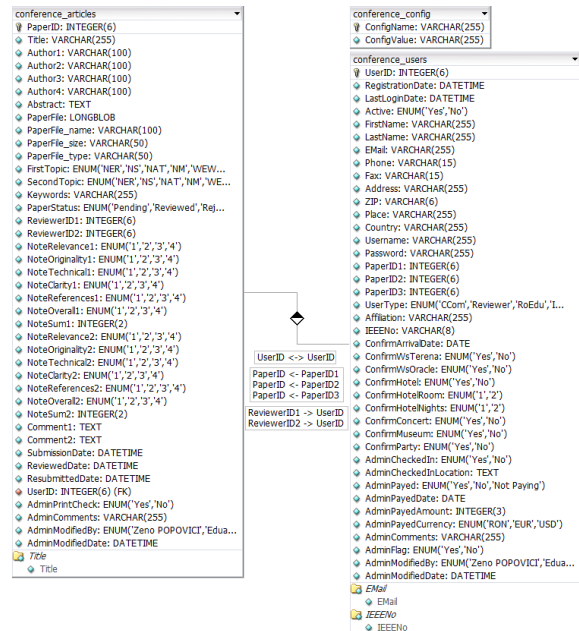 conference_articles
PaperID: INTEGER(6)
Title: VARCHAR(255)
Author1: VARCHAR(100)
Author2: VARCHAR(100)
Author3: VARCHAR(100)
Author4: VARCHAR(100)
Abstract: TEXT
PaperFile: LONGBLOB
PaperFile_name: VARCHAR(100)
PaperFile_size: VARCHAR(50)
PaperFile_type: VARCHAR(50)
FirstTopic: ENUM('NER','NS','NAT','NM','WEW...
SecondTopic: ENUM('NER','NS','NAT','NM','WE...
Keywords: VARCHAR(255)
PaperStatus: ENUM('Pending','Reviewed','Rej...
ReviewerID1: INTEGER(6)
ReviewerID2: INTEGER(6)
NoteRelevance1: ENUM('1','2','3','4')
NoteOriginality1: ENUM('1','2','3','4')
NoteTechnical1: ENUM('1','2','3','4')
NoteClarity1: ENUM('1','2','3','4')
NoteReferences1: ENUM('1','2','3','4')
NoteOverall1: ENUM('1','2','3','4')
NoteSum1: INTEGER(2)
NoteRelevance2: ENUM('1','2','3','4')
NoteOriginality2: ENUM('1','2','3','4')
NoteTechnical2: ENUM('1','2','3','4')
NoteClarity2: ENUM('1','2','3','4')
NoteReferences2: ENUM('1','2','3','4')
NoteOverall2: ENUM('1','2','3','4')
NoteSum2: INTEGER(2)
Comment1: TEXT
Comment2: TEXT
SubmissionDate: DATETIME
ReviewedDate: DATETIME
ResubmittedDate: DATETIME
UserID: INTEGER(6) (FK)
AdminPrintCheck: ENUM('Yes','No')
AdminComments: VARCHAR(255)
AdminModifiedBy: ENUM('Zeno POPOVICI','Edua...
AdminModifiedDate: DATETIME
Title
Title
UserID <-> UserID
PaperID <- PaperID1
PaperID <- PaperID2
PaperID <- PaperID3
ReviewerID1 -> UserID
ReviewerID2 -> UserID
conference_config
ConfigName: VARCHAR(255)
ConfigValue: VARCHAR(255)
conference_users
UserID: INTEGER(6)
RegistrationDate: DATETIME
LastLoginDate: DATETIME
Active: ENUM('Yes','No')
FirstName: VARCHAR(255)
LastName: VARCHAR(255)
EMail: VARCHAR(255)
Phone: VARCHAR(15)
Fax: VARCHAR(15)
Address: VARCHAR(255)
ZIP: VARCHAR(6)
Place: VARCHAR(255)
Country: VARCHAR(255)
Username: VARCHAR(255)
Password: VARCHAR(255)
PaperID1: INTEGER(6)
PaperID2: INTEGER(6)
PaperID3: INTEGER(6)
UserType: ENUM('CCom','Reviewer','RoEdu','I...
Affiliation: VARCHAR(255)
IEEENo: VARCHAR(8)
ConfirmArrivalDate: DATE
ConfirmWsTerena: ENUM('Yes','No')
ConfirmWsOracle: ENUM('Yes','No')
ConfirmHotel: ENUM('Yes','No')
ConfirmHotelRoom: ENUM('1','2')
ConfirmHotelNights: ENUM('1','2')
ConfirmConcert: ENUM('Yes','No')
ConfirmMuseum: ENUM('Yes','No')
ConfirmParty: ENUM('Yes','No')
AdminCheckedIn: ENUM('Yes','No')
AdminCheckedInLocation: TEXT
AdminPayed: ENUM('Yes','No','Not Paying')
AdminPayedDate: DATE
AdminPayedAmount: INTEGER(3)
AdminPayedCurrency: ENUM('RON','EUR','USD')
AdminComments: VARCHAR(255)
AdminFlag: ENUM('Yes','No')
AdminModifiedBy: ENUM('Zeno POPOVICI','Edua...
AdminModifiedDate: DATETIME
EMail
EMail
IEEENo
IEEENo